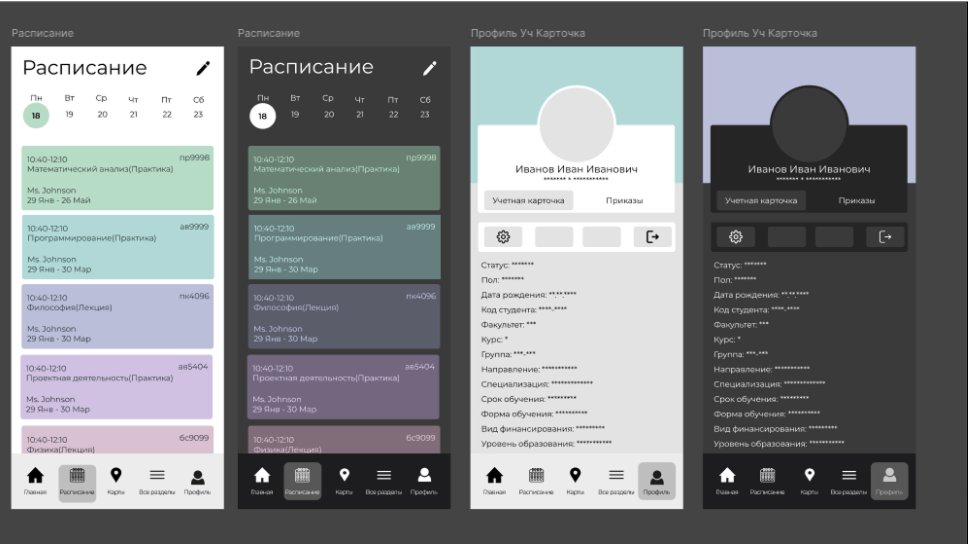 Расписание
Расписание
Профиль Уч Карточка
Профиль Уч Карточка
Расписание
Пн Вт Ср Чт Пт Сб
18 19 20 21 22 23
10:40-12:10 пр9998
Математический анализ(Практика)
Ms. Johnson
29 Янв - 26 Май
10:40-12:10 ав9999
Программирование(Практика)
Ms. Johnson
29 Янв - 30 Мар
10:40-12:10 пк4096
Философия(Лекция)
Ms. Johnson
29 Янв - 30 Мар
10:40-12:10 ав5404
Проектная деятельность(Практика)
Ms. Johnson
29 Янв - 30 Мар
10:40-12:10 6с9099
Физика(Лекция)
Главная Расписание Карты Все разделы Профиль
Расписание
Пн Вт Ср Чт Пт Сб
18 19 20 21 22 23
10:40-12:10 пр9998
Математический анализ(Практика)
Ms. Johnson
29 Янв - 26 Май
10:40-12:10 ав9999
Программирование(Практика)
Ms. Johnson
29 Янв - 30 Мар
10:40-12:10 пк4096
Философия(Лекция)
Ms. Johnson
29 Янв - 30 Мар
10:40-12:10 ав5404
Проектная деятельность(Практика)
Ms. Johnson
29 Янв - 30 Мар
10:40-12:10 6с9099
Физика(Лекция)
Главная Расписание Карты Все разделы Профиль
Иванов Иван Иванович
******* * ************
Учетная карточка Приказы
Статус: *******
Пол: *******
Дата рождения: **.**.****
Код студента: ****-****
Факультет: ***
Курс: *
Группа: ***-***
Направление: ************
Специализация: **************
Срок обучения: *********
Форма обучения: **********
Вид финансирования: *********
Уровень образования: ***********
Главная Расписание Карты Все разделы Профиль
Иванов Иван Иванович
******* * ************
Учетная карточка Приказы
Статус: *******
Пол: *******
Дата рождения: **.**.****
Код студента: ****-****
Факультет: ***
Курс: *
Группа: ***-***
Направление: ************
Специализация: **************
Срок обучения: *********
Форма обучения: **********
Вид финансирования: *********
Уровень образования: ***********
Главная Расписание Карты Все разделы Профиль